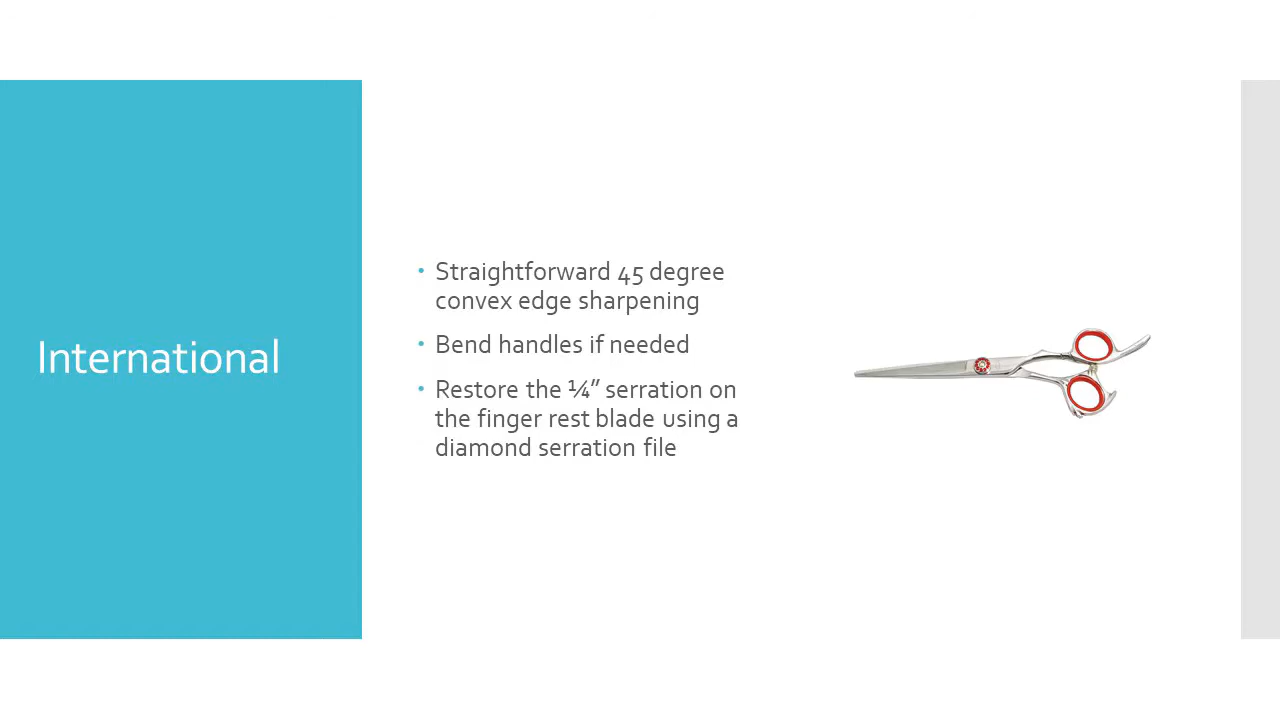 International
Straightforward 45 degree
convex edge sharpening
Bend handles if needed
Restore the ¼” serration on
the finger rest blade using a
diamond serration file